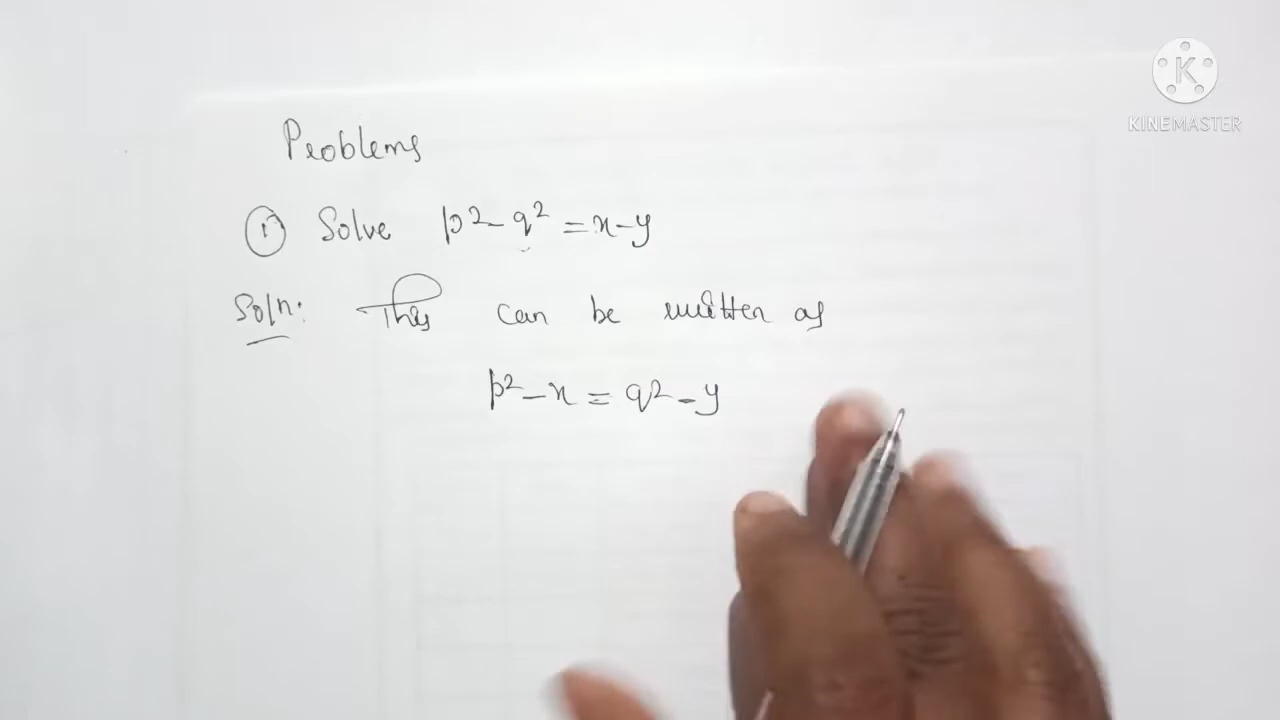 Problems
① Solve p² - q² = x - y
Soln: This can be written as
p² - x = q² - y
K
KINEMASTER